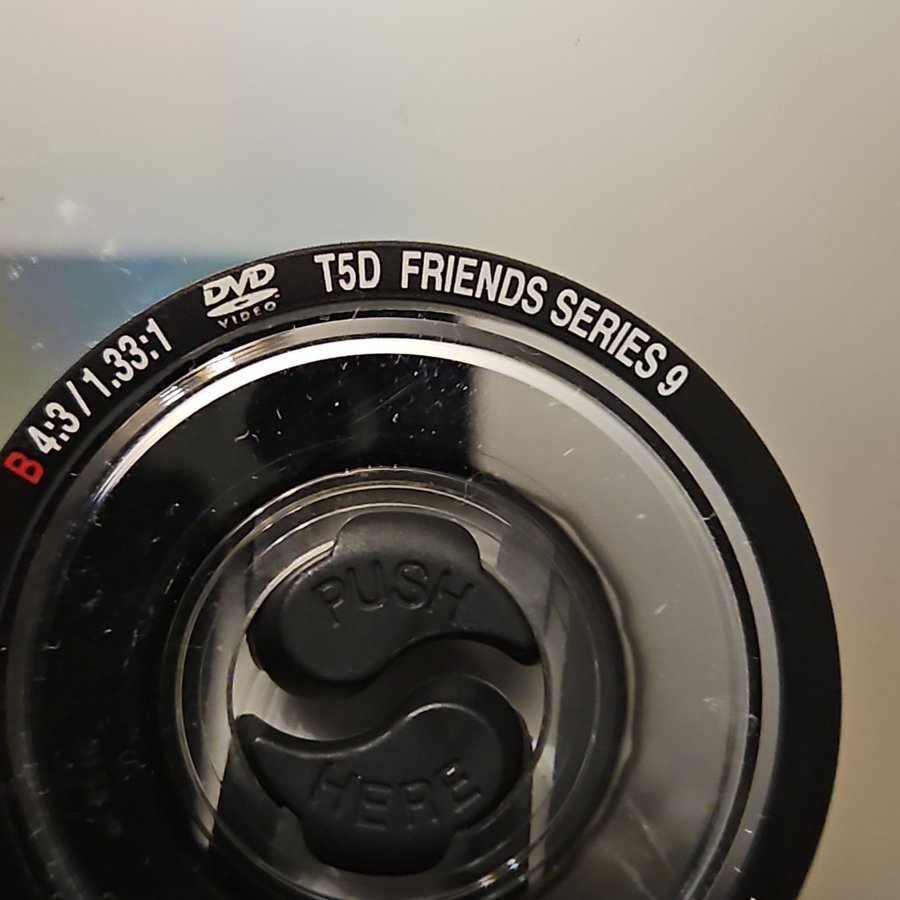 B 4:3 / 1.33:1 DVD VIDEO T5D FRIENDS SERIES 9
PUSH
HERE